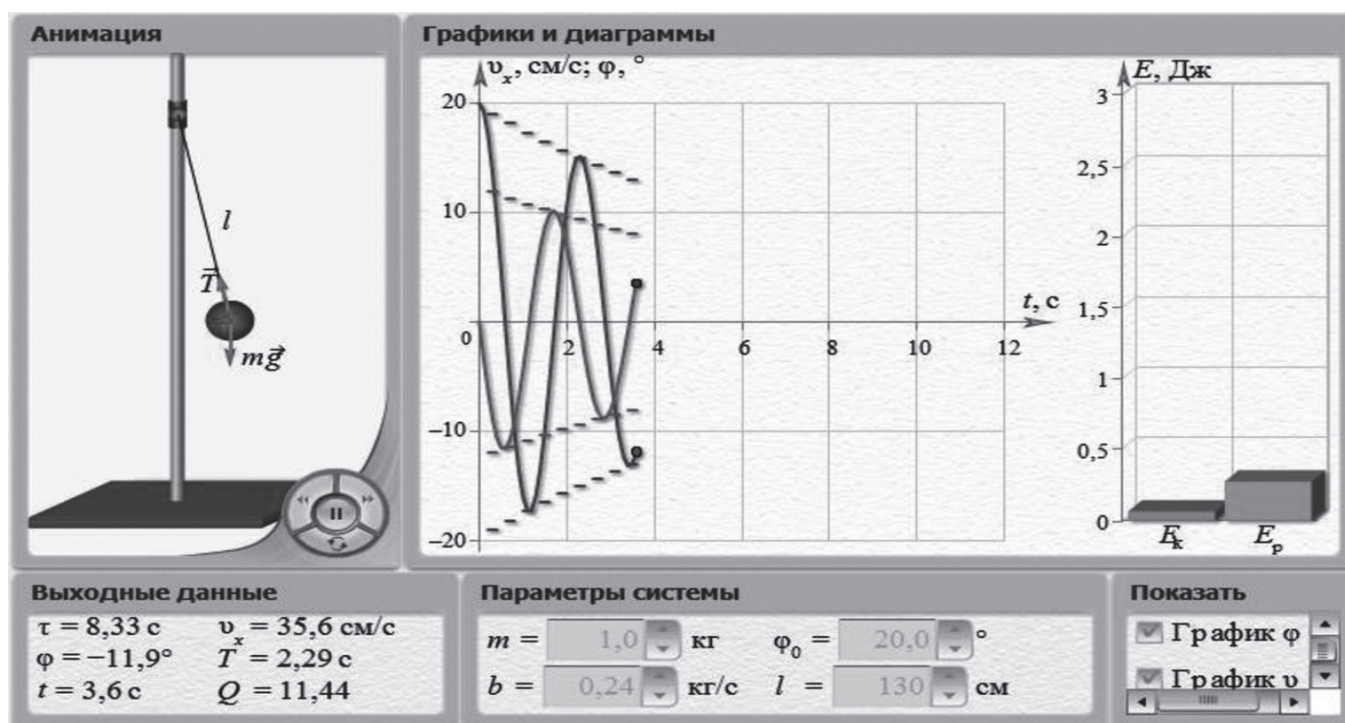 Анимация
l
T
mg
Графики и диаграммы
υx, см/с; φ, °
20
10
0
–10
–20
2
4
6
8
10
12
t, с
E, Дж
3
2,5
2
1,5
1
0,5
0
Ek
Ep
Выходные данные
τ = 8,33 с υx = 35,6 см/с
φ = –11,9° T = 2,29 с
t = 3,6 с Q = 11,44
Параметры системы
m = 1,0 кг φ0 = 20,0 °
b = 0,24 кг/с l = 130 см
Показать
График φ
График υ